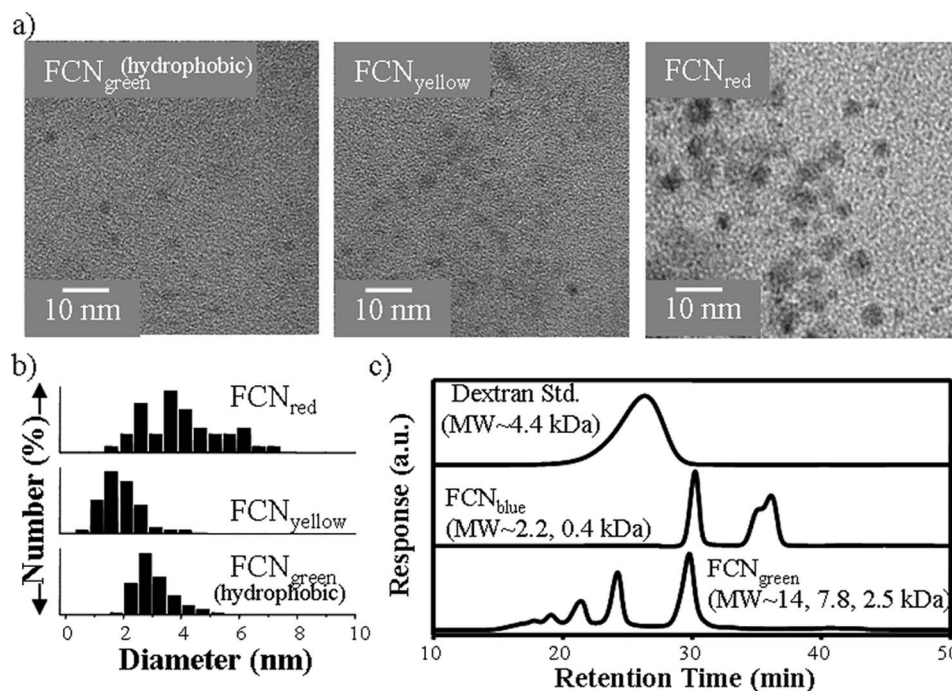 a)
FCNgreen(hydrophobic)
10 nm
FCNyellow
FCNred
10 nm
10 nm
b)
Number (%)
FCNred
FCNyellow
FCNgreen
(hydrophobic)
0 2 4 6 8 10
Diameter (nm)
c)
Response (a.u.)
Dextran Std.
(MW~4.4 kDa)
FCNblue
(MW~2.2, 0.4 kDa)
FCNgreen
(MW~14, 7.8, 2.5 kDa)
10 20 30 40 50
Retention Time (min)